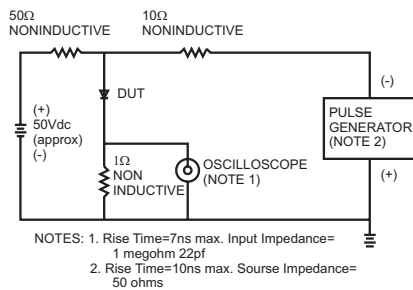 50Ω
NONINDUCTIVE
10Ω
NONINDUCTIVE
(+)
50Vdc
(approx)
(-)
DUT
1Ω
NON
INDUCTIVE
OSCILLOSCOPE
(NOTE 1)
(-)
PULSE
GENERATOR
(NOTE 2)
(+)
NOTES: 1. Rise Time=7ns max. Input Impedance=
1 megohm 22pf
2. Rise Time=10ns max. Sourse Impedance=
50 ohms